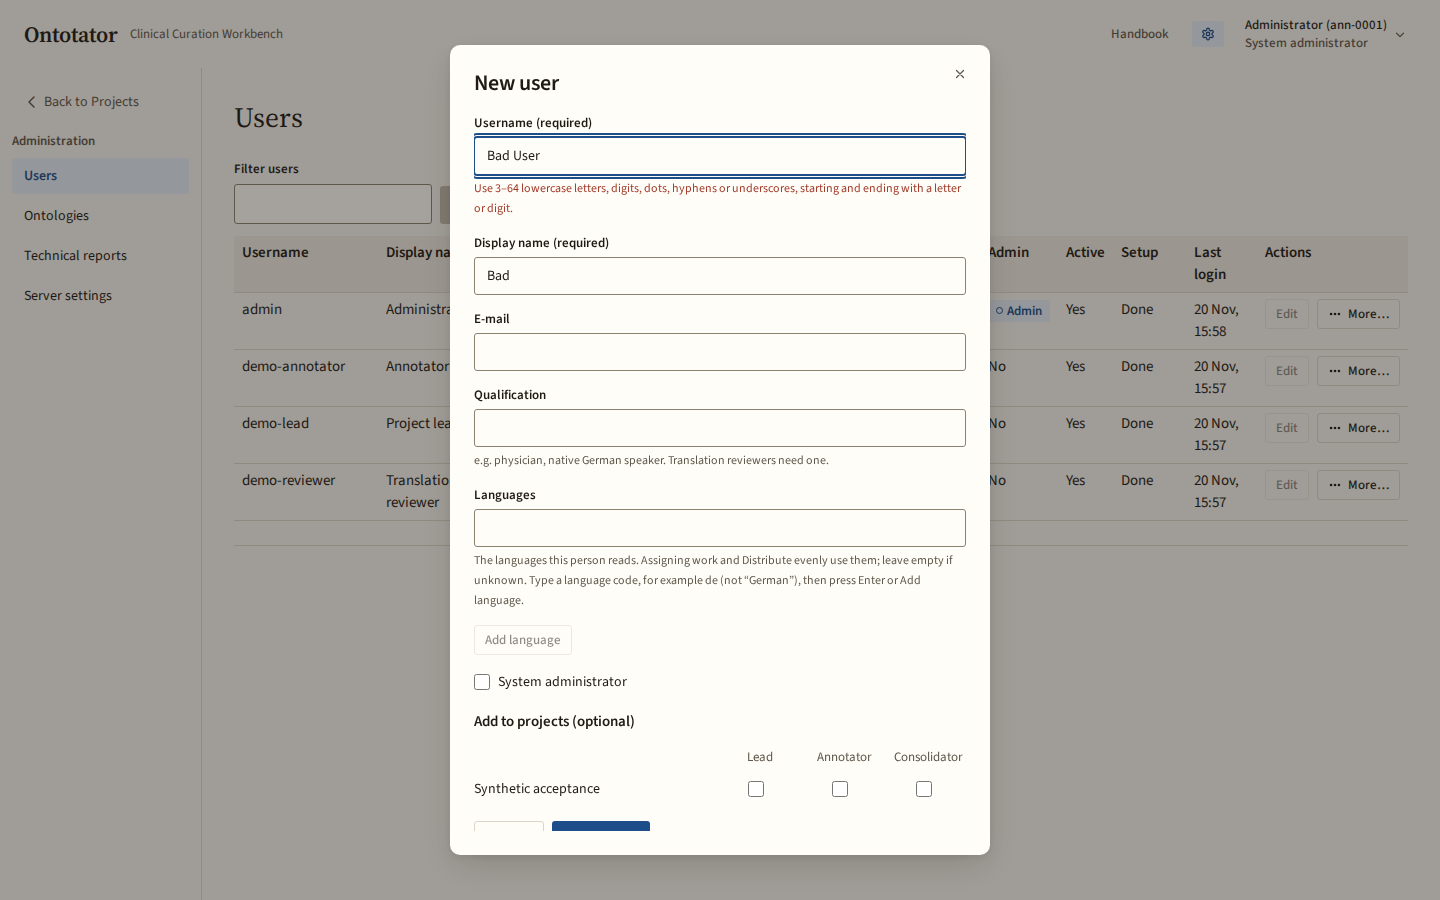 Ontotator
Clinical Curation Workbench
Handbook
Administrator (ann-0001)
System administrator
Back to Projects
Administration
Users
Ontologies
Technical reports
Server settings
Users
Filter users
Username
Display na
Admin
Active
Setup
Last
login
Actions
admin
Administra
Admin
Yes
Done
20 Nov,
15:58
Edit
More…
demo-annotator
Annotator
No
Yes
Done
20 Nov,
15:57
Edit
More…
demo-lead
Project lea
No
Yes
Done
20 Nov,
15:57
Edit
More…
demo-reviewer
Translatio
reviewer
No
Yes
Done
20 Nov,
15:57
Edit
More…
New user
Username (required)
Bad User
Use 3–64 lowercase letters, digits, dots, hyphens or underscores, starting and ending with a letter
or digit.
Display name (required)
Bad
E-mail
Qualification
e.g. physician, native German speaker. Translation reviewers need one.
Languages
The languages this person reads. Assigning work and Distribute evenly use them; leave empty if
unknown. Type a language code, for example de (not “German”), then press Enter or Add
language.
Add language
System administrator
Add to projects (optional)
Lead
Annotator
Consolidator
Synthetic acceptance